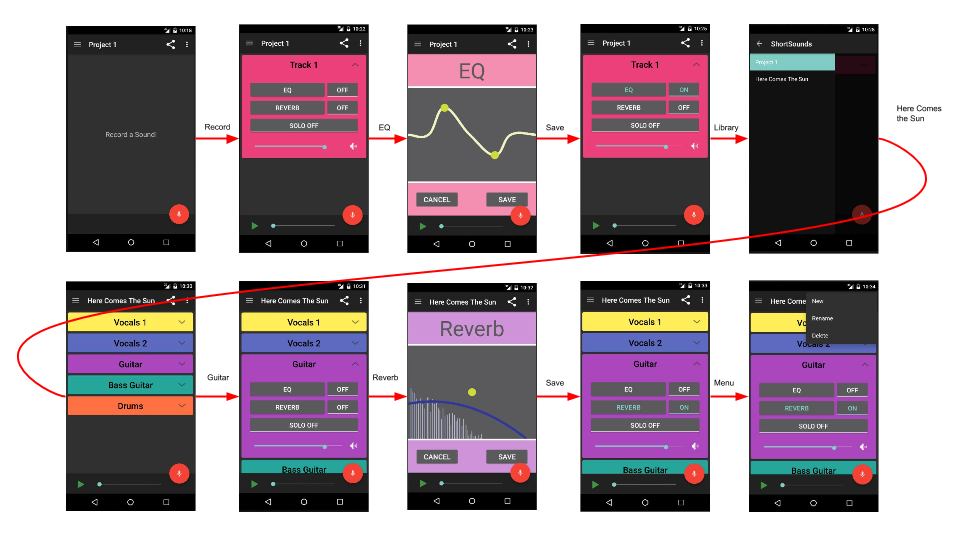 10:18
Project 1
Record a Sound!
Record
10:22
Project 1
Track 1
EQ OFF
REVERB OFF
SOLO OFF
EQ
10:23
Project 1
EQ
CANCEL SAVE
Save
10:25
Project 1
Track 1
EQ ON
REVERB OFF
SOLO OFF
Library
10:28
ShortSounds
Project 1
Here Comes The Sun
Here Comes
the Sun
10:30
Here Comes The Sun
Vocals 1
Vocals 2
Guitar
Bass Guitar
Drums
Guitar
10:31
Here Comes The Sun
Vocals 1
Vocals 2
Guitar
EQ OFF
REVERB OFF
SOLO OFF
Bass Guitar
Reverb
10:32
Here Comes The Sun
Reverb
CANCEL SAVE
Save
10:33
Here Comes The Sun
Vocals 1
Vocals 2
Guitar
EQ OFF
REVERB ON
SOLO OFF
Bass Guitar
Menu
10:34
Here Come
New
Rename
Delete
Vo
Vocals 2
Guitar
EQ OFF
REVERB ON
SOLO OFF
Bass Guitar